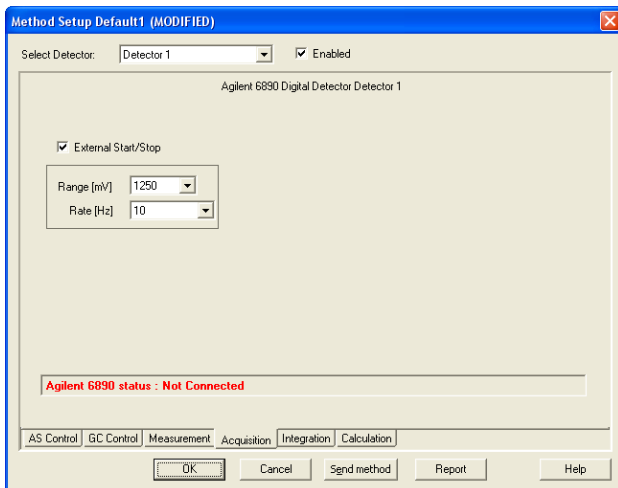 Method Setup Default1 (MODIFIED)
Select Detector: Detector 1 Enabled
Agilent 6890 Digital Detector Detector 1
External Start/Stop
Range [mV] 1250
Rate [Hz] 10
Agilent 6890 status : Not Connected
AS Control GC Control Measurement Acquisition Integration Calculation
OK Cancel Send method Report Help